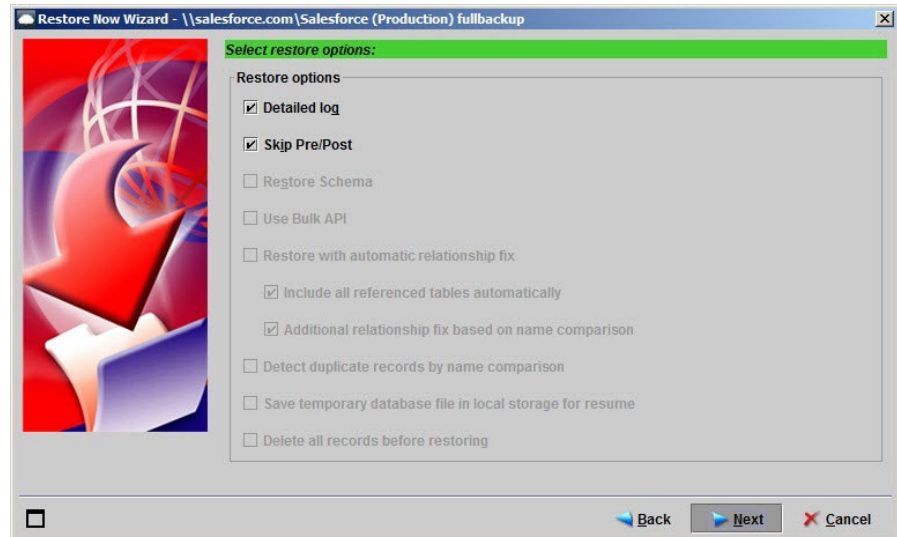 Restore Now Wizard - \\salesforce.com\Salesforce (Production) fullbackup
Select restore options:
Restore options
Detailed log
Skip Pre/Post
Restore Schema
Use Bulk API
Restore with automatic relationship fix
Include all referenced tables automatically
Additional relationship fix based on name comparison
Detect duplicate records by name comparison
Save temporary database file in local storage for resume
Delete all records before restoring
Back Next Cancel